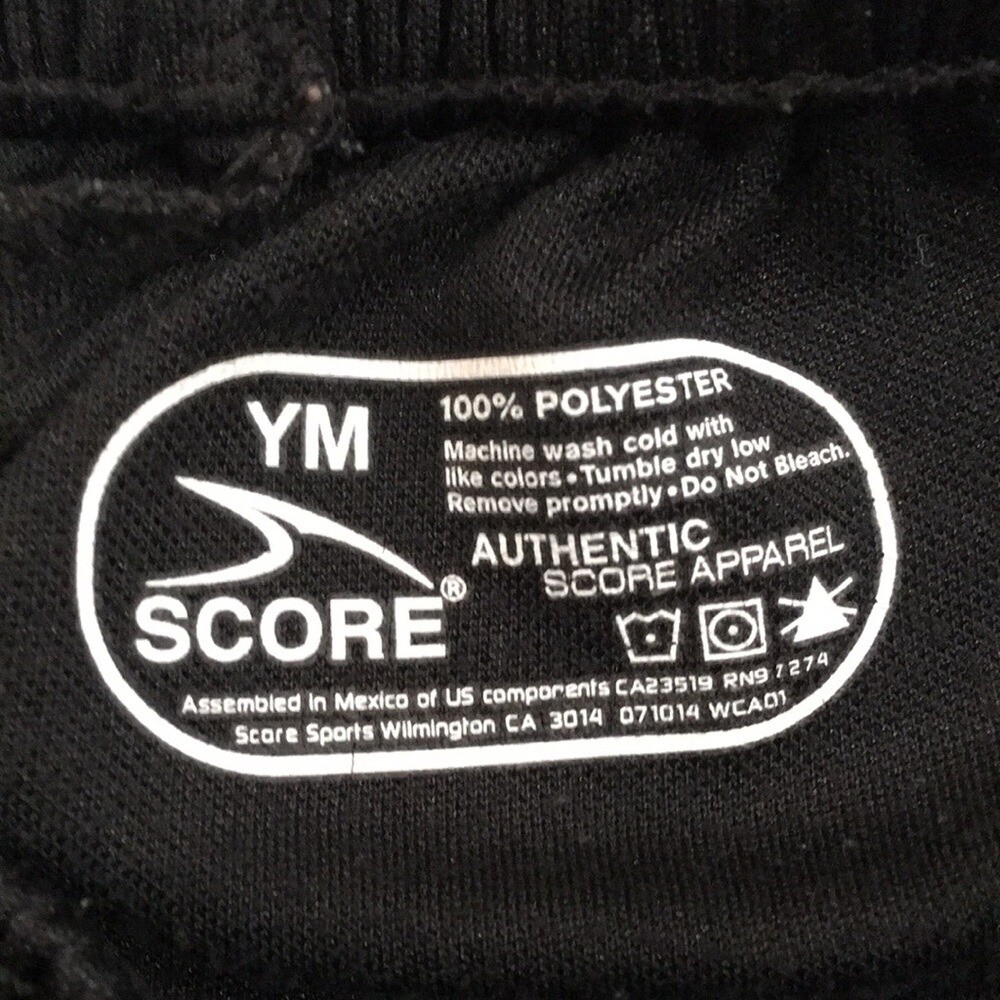 YM
SCORE®
100% POLYESTER
Machine wash cold with
like colors • Tumble dry low
Remove promptly • Do Not Bleach.
AUTHENTIC
SCORE APPAREL
Assembled in Mexico of US components CA23519 RN97274
Score Sports Wilmington CA 3014 071014 WCA01